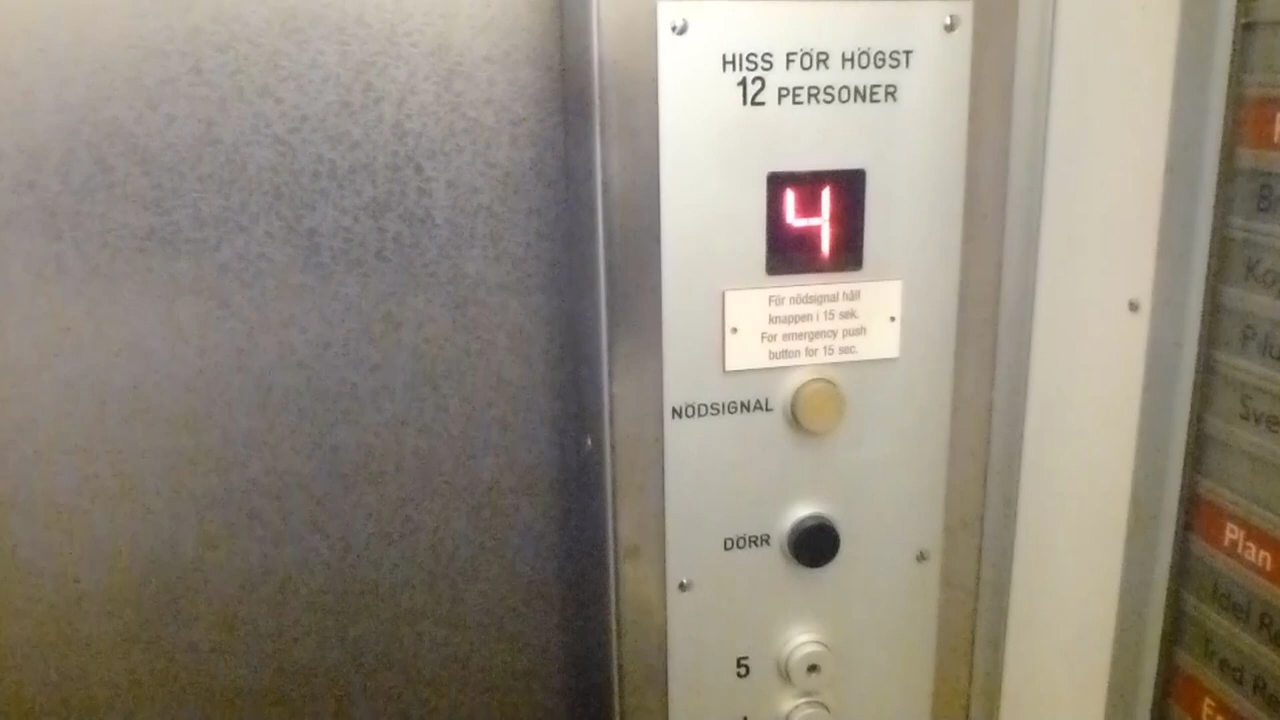 HISS FÖR HÖGST
12 PERSONER
4
För nödsignal håll
knappen i 15 sek.
For emergency push
button for 15 sec.
NÖDSIGNAL
DÖRR
5
Plan